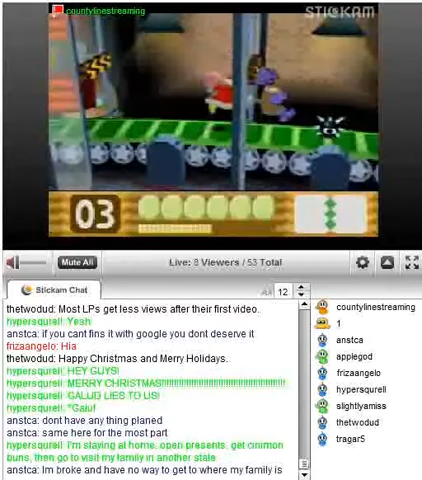 countylinestreaming
STICKAM
03
Mute All
Live: 8 Viewers / 53 Total
Stickam Chat
12
thetwodud: Most LPs get less views after their first video.
hypersqurell: Yeah
anstca: if you cant fins it with google you dont deserve it
frizaangelo: Hia
thetwodud: Happy Christmas and Merry Holidays.
hypersqurell: HEY GUYS!
hypersqurell: MERRY CHRISTMAS!!!!!!!!!!!!!!!!!!!!!!!!!!!!!!!!!!!!!!!!!!!
hypersqurell: GALUD LIES TO US!
hypersqurell: *Galuf
anstca: dont have any thing planed
anstca: same here for the most part
hypersqurell: I'm staying at home, open presents, get cinimon
buns, then go to visit my family in another state
anstca: Im broke and have no way to get to where my family is
countylinestreaming
1
anstca
applegod
frizaangelo
hypersqurell
slightlyamiss
thetwodud
tragar5